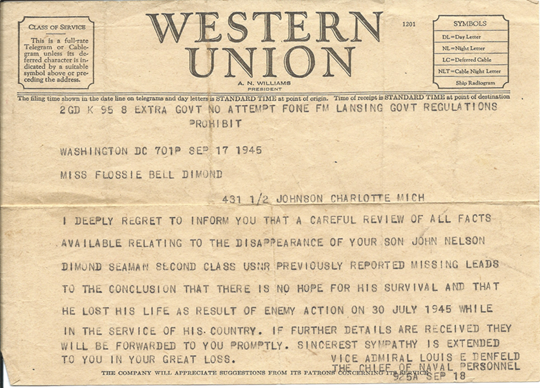 CLASS OF SERVICE
This is a full-rate
Telegram or Cable-
gram unless its de-
ferred character is in-
dicated by a suitable
symbol above or pre-
ceding the address.
WESTERN
UNION
A. N. WILLIAMS
PRESIDENT
1201
SYMBOLS
DL = Day Letter
NL = Night Letter
LC = Deferred Cable
NLT = Cable Night Letter
Ship Radiogram
The filing time shown in the date line on telegrams and day letters is STANDARD TIME at point of origin. Time of receipt is STANDARD TIME at point of destination
2GD K 95 8 EXTRA GOVT NO ATTEMPT FONE FM LANSING GOVT REGULATIONS
PROHIBIT
WASHINGTON DC 701P SEP 17 1945
MISS FLOSSIE BELL DIMOND
431 1/2 JOHNSON CHARLOTTE MICH
I DEEPLY REGRET TO INFORM YOU THAT A CAREFUL REVIEW OF ALL FACTS
AVAILABLE RELATING TO THE DISAPPEARANCE OF YOUR SON JOHN NELSON
DIMOND SEAMAN SECOND CLASS USNR PREVIOUSLY REPORTED MISSING LEADS
TO THE CONCLUSION THAT THERE IS NO HOPE FOR HIS SURVIVAL AND THAT
HE LOST HIS LIFE AS RESULT OF ENEMY ACTION ON 30 JULY 1945 WHILE
IN THE SERVICE OF HIS COUNTRY. IF FURTHER DETAILS ARE RECEIVED THEY
WILL BE FORWARDED TO YOU PROMPTLY. SINCEREST SYMPATHY IS EXTENDED
TO YOU IN YOUR GREAT LOSS.
VICE ADMIRAL LOUIS E DENFELD
THE CHIEF OF NAVAL PERSONNEL
THE COMPANY WILL APPRECIATE SUGGESTIONS FROM ITS PATRONS CONCERNING ITS SERVICE
925A SEP 18